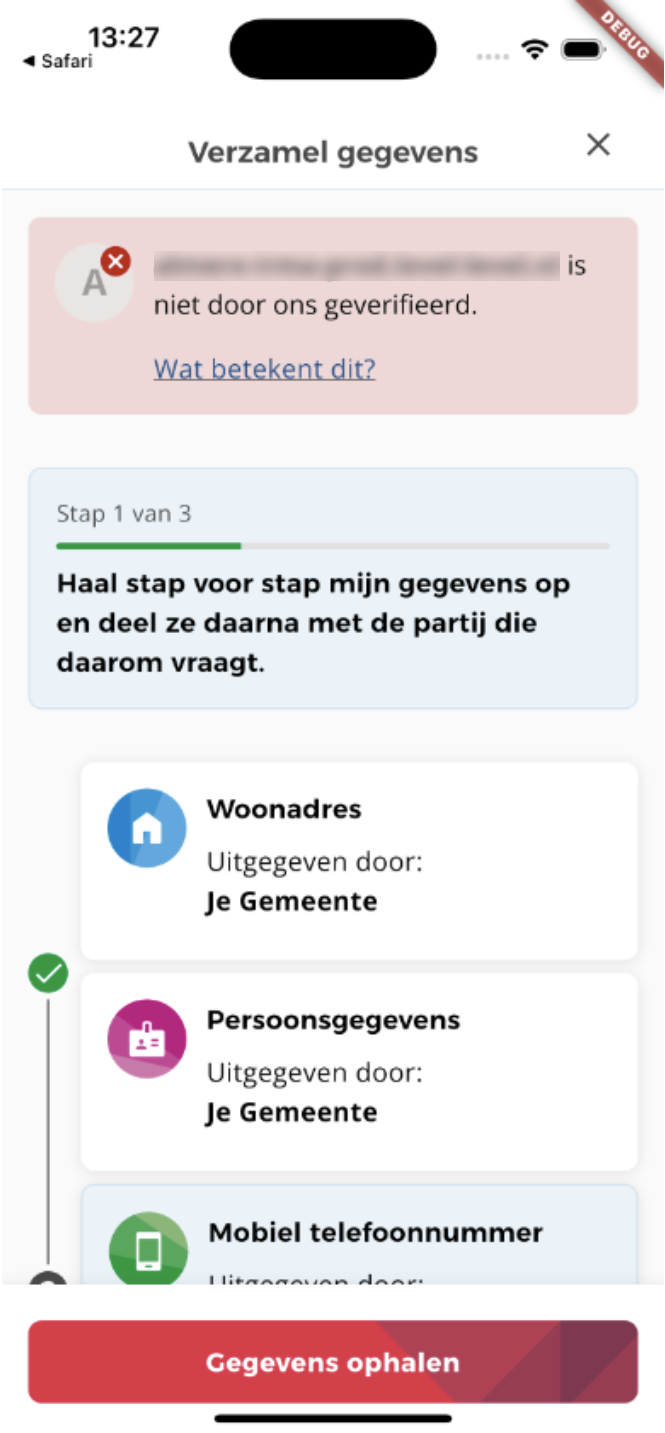 13:27
◀ Safari
DEBUG
Verzamel gegevens
A
is
niet door ons geverifieerd.
Wat betekent dit?
Stap 1 van 3
Haal stap voor stap mijn gegevens op
en deel ze daarna met de partij die
daarom vraagt.
Woonadres
Uitgegeven door:
Je Gemeente
Persoonsgegevens
Uitgegeven door:
Je Gemeente
Mobiel telefoonnummer
Uitgegeven door:
Gegevens ophalen